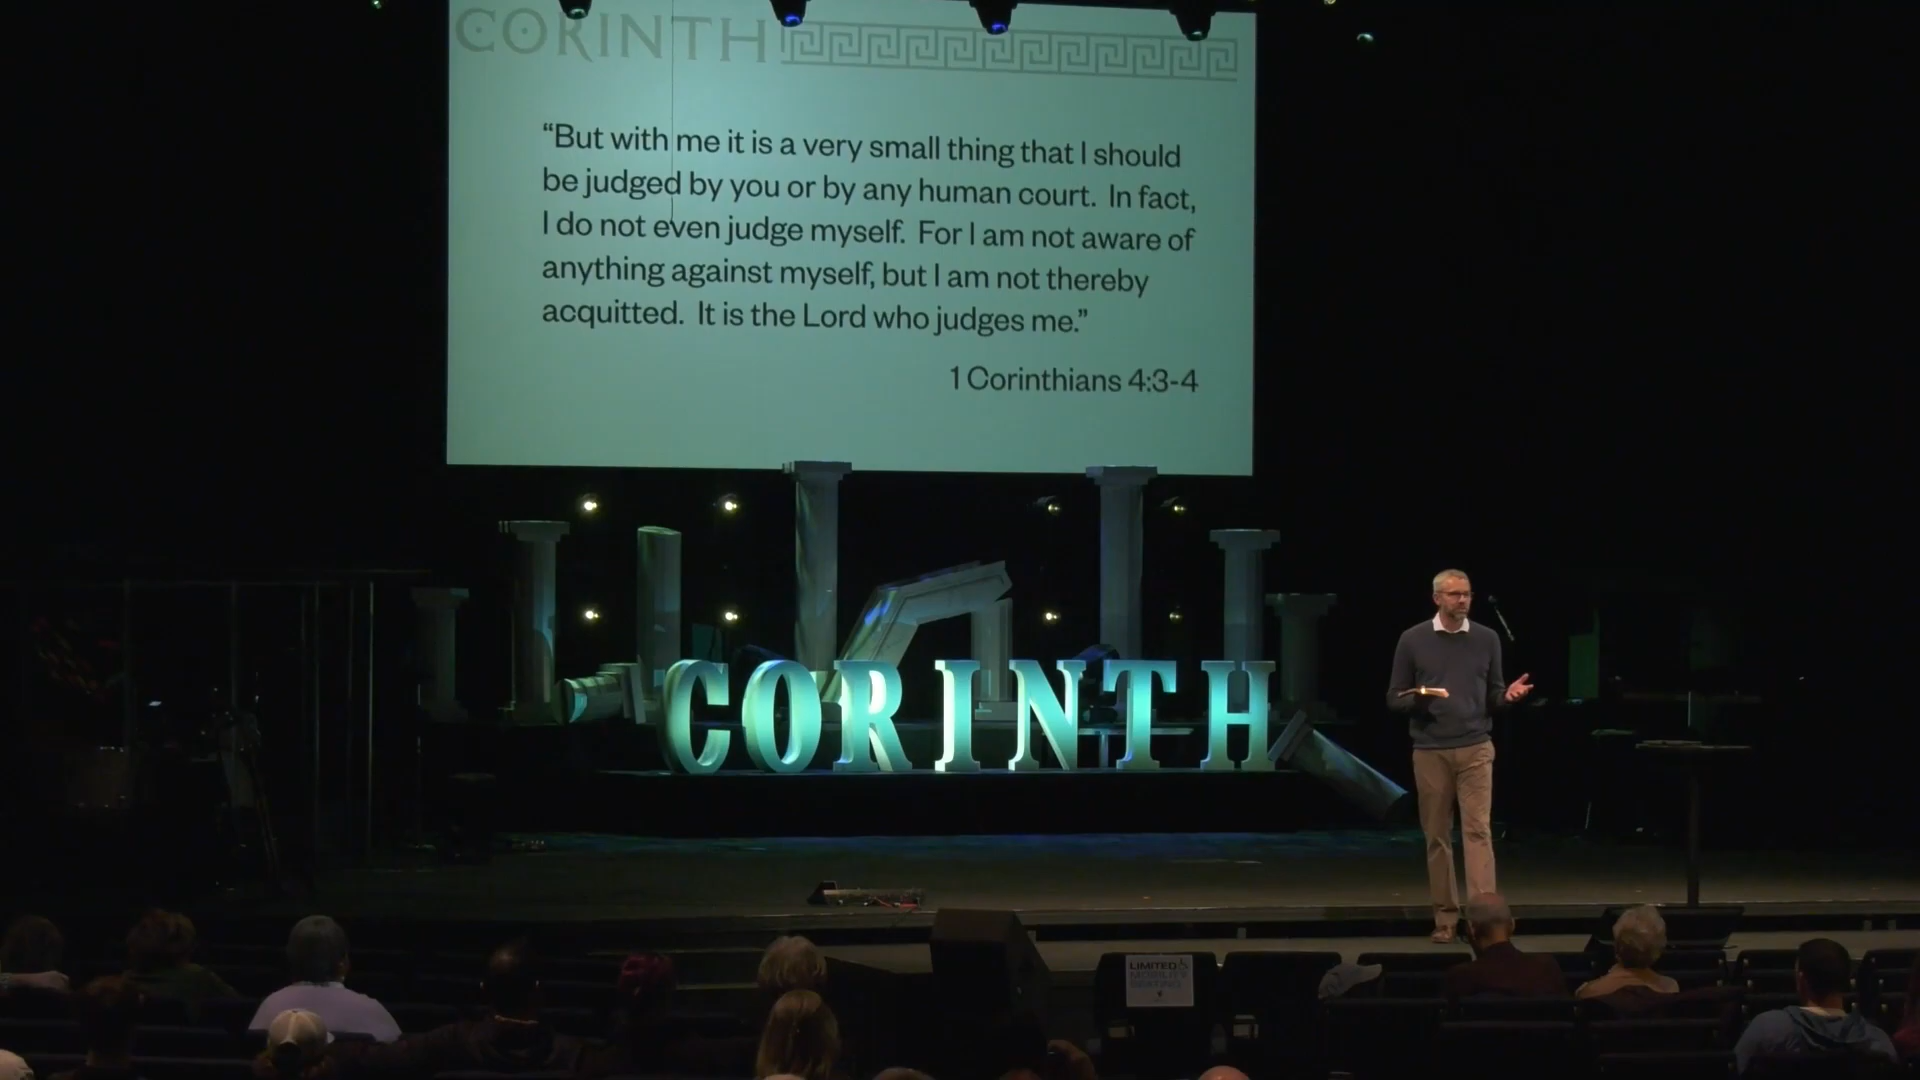 CORINTH
“But with me it is a very small thing that I should
be judged by you or by any human court. In fact,
I do not even judge myself. For I am not aware of
anything against myself, but I am not thereby
acquitted. It is the Lord who judges me.”
1 Corinthians 4:3-4
CORINTH
LIMITED
MOBILITY
SEATING